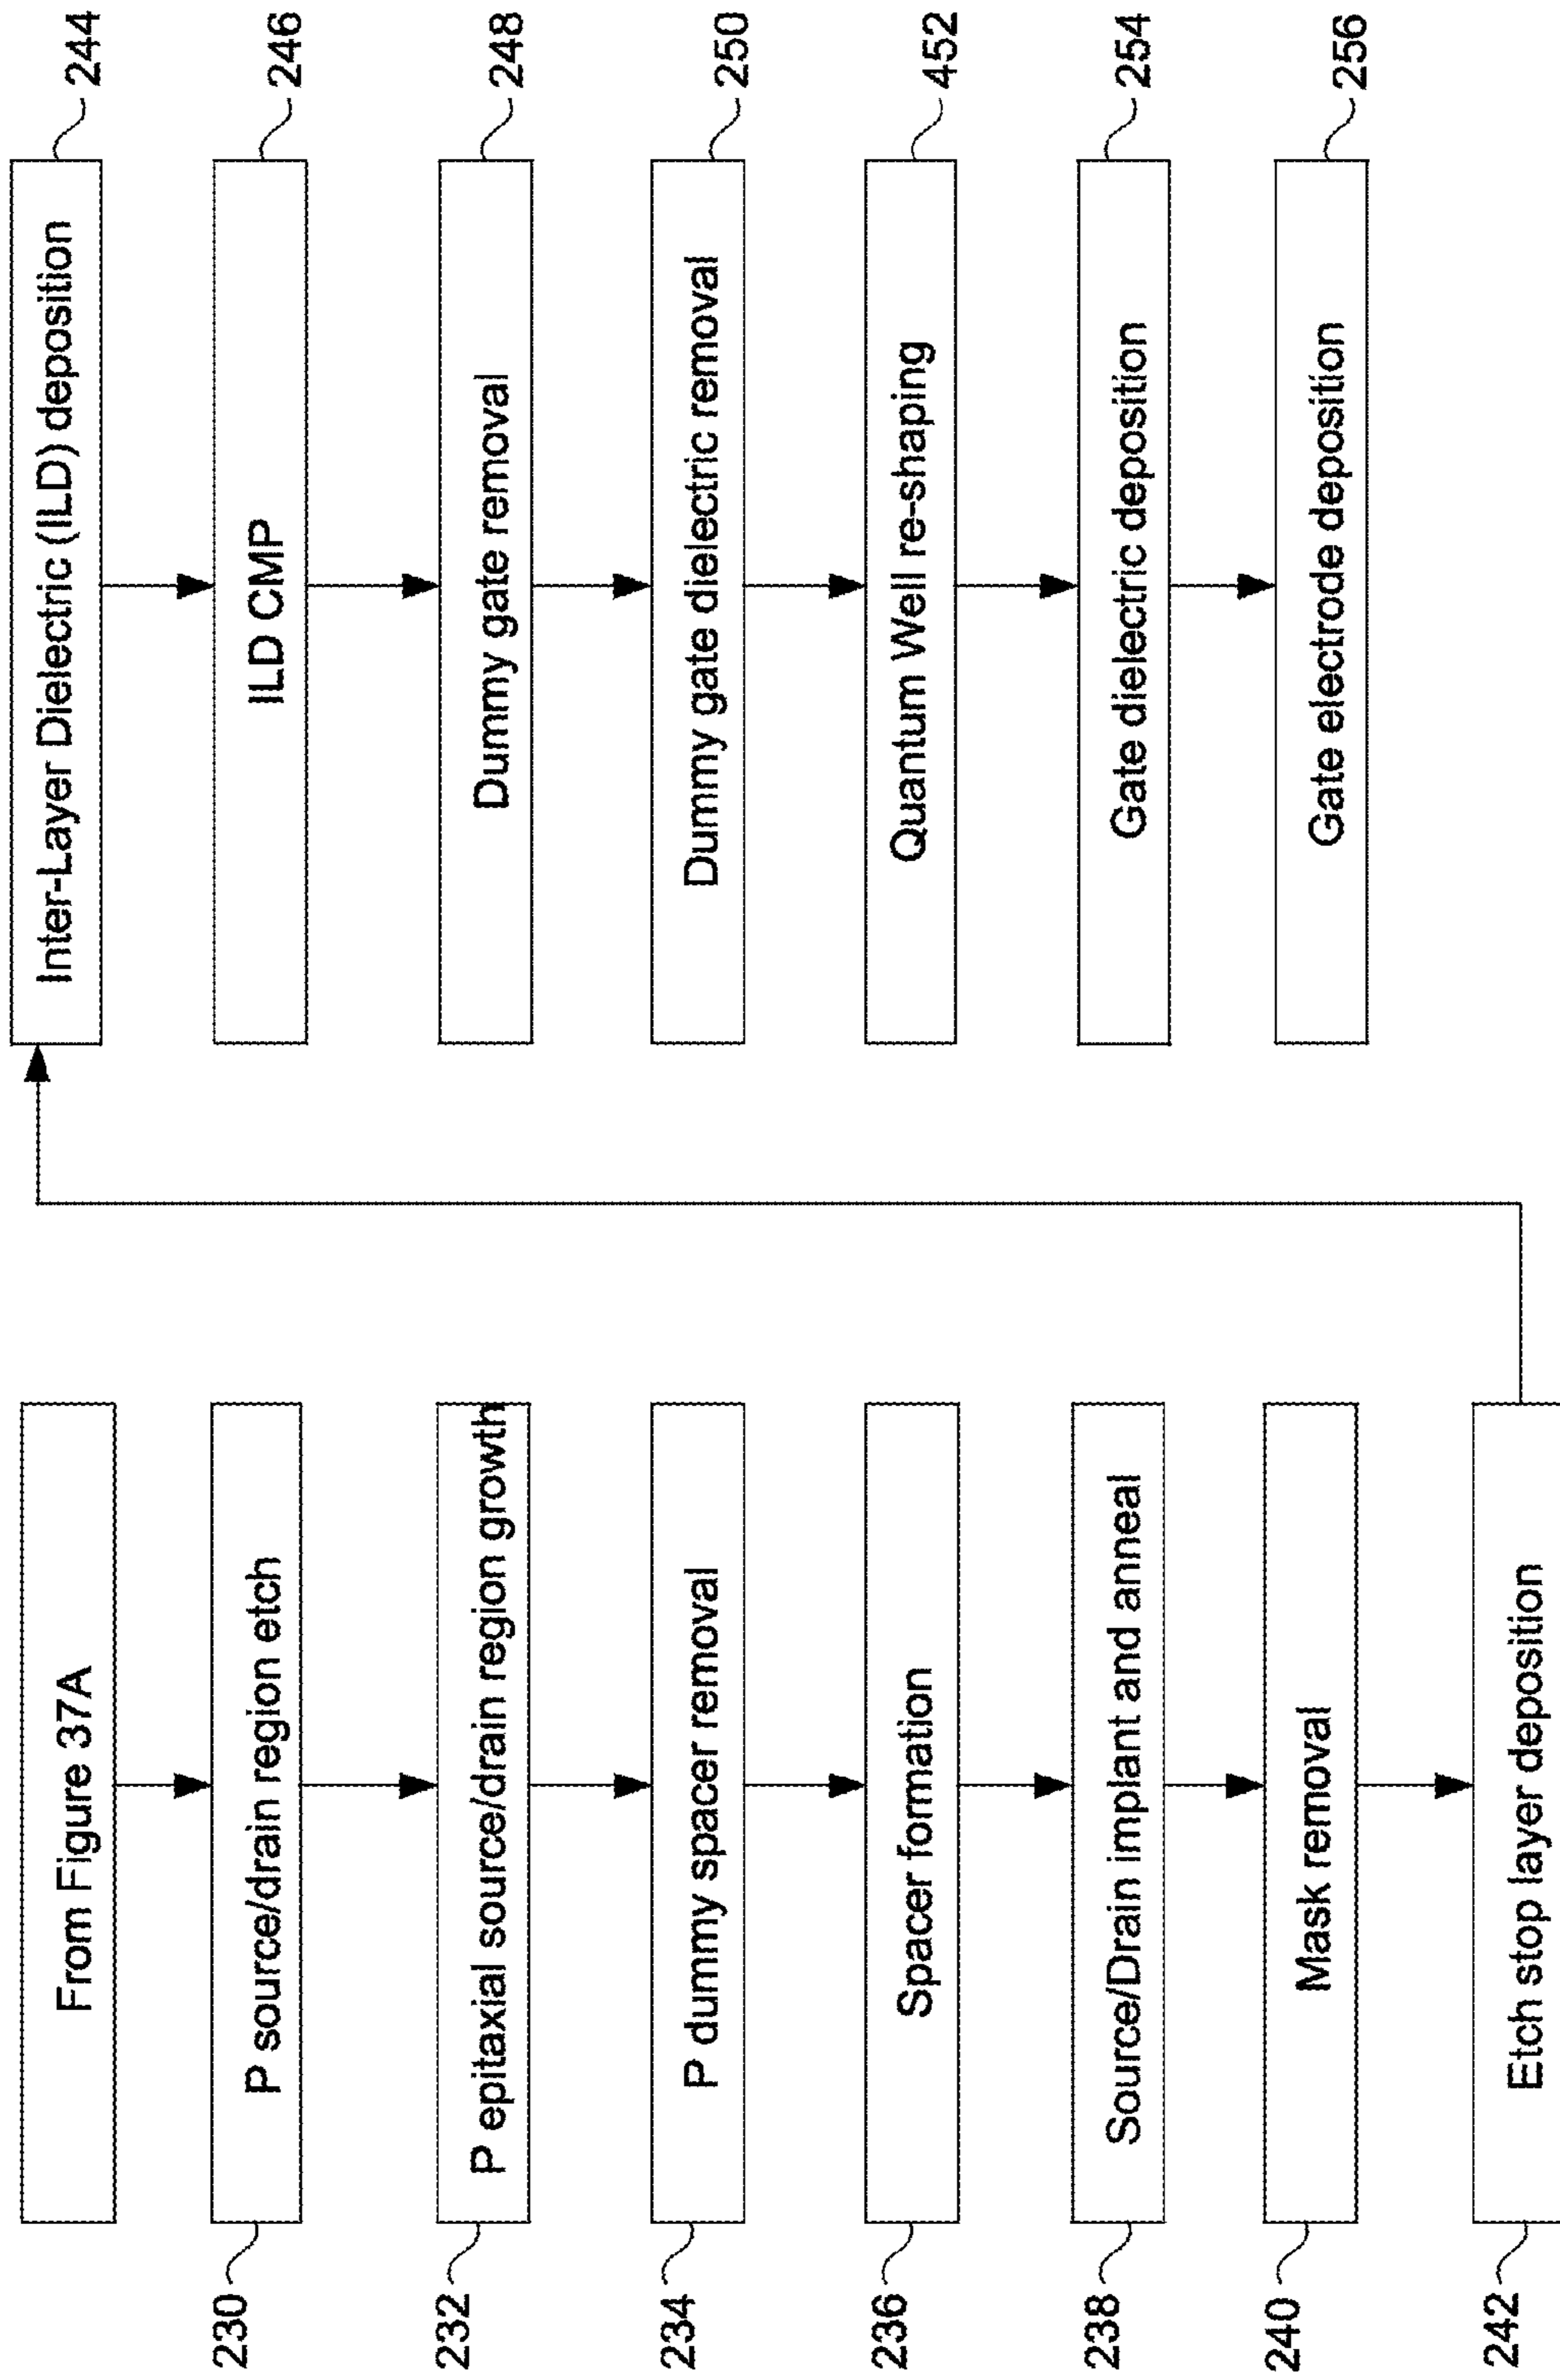 From Figure 37A
230 P source/drain region etch
232 P epitaxial source/drain region growth
234 P dummy spacer removal
236 Spacer formation
238 Source/Drain implant and anneal
240 Mask removal
242 Etch stop layer deposition
Inter-Layer Dielectric (ILD) deposition 244
ILD CMP 246
Dummy gate removal 248
Dummy gate dielectric removal 250
Quantum Well re-shaping 452
Gate dielectric deposition 254
Gate electrode deposition 256